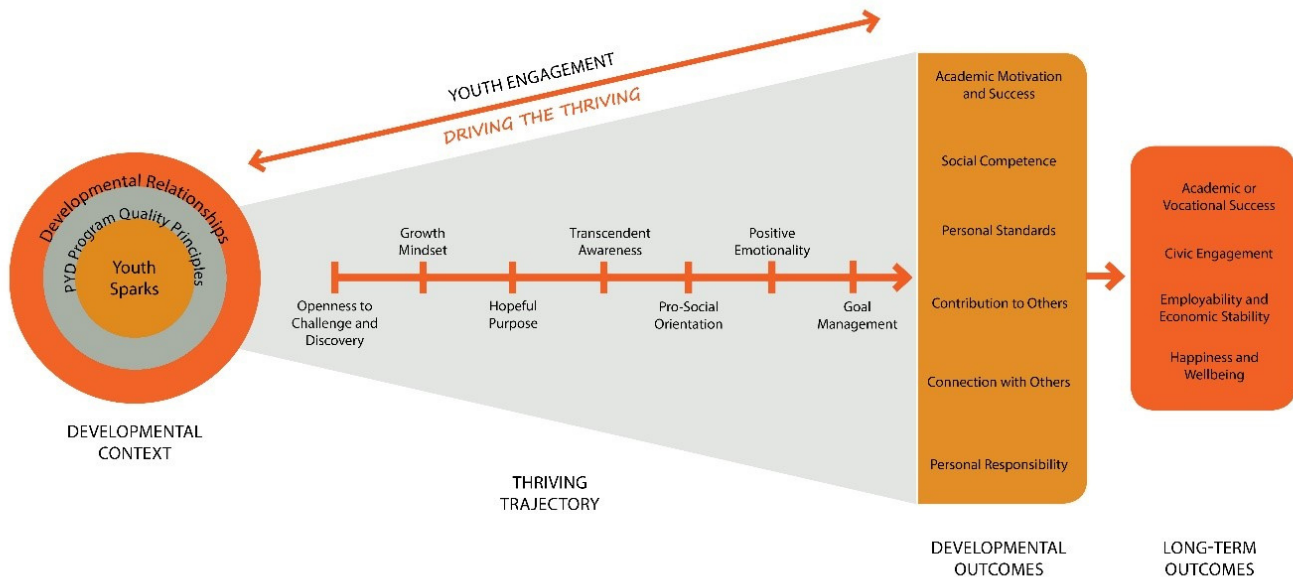 YOUTH ENGAGEMENT
DRIVING THE THRIVING
Developmental Relationships
PYD Program Quality Principles
Youth
Sparks
DEVELOPMENTAL
CONTEXT
Growth
Mindset
Transcendent
Awareness
Positive
Emotionality
Openness to
Challenge and
Discovery
Hopeful
Purpose
Pro-Social
Orientation
Goal
Management
THRIVING
TRAJECTORY
Academic Motivation
and Success
Social Competence
Personal Standards
Contribution to Others
Connection with Others
Personal Responsibility
DEVELOPMENTAL
OUTCOMES
Academic or
Vocational Success
Civic Engagement
Employability and
Economic Stability
Happiness and
Wellbeing
LONG-TERM
OUTCOMES